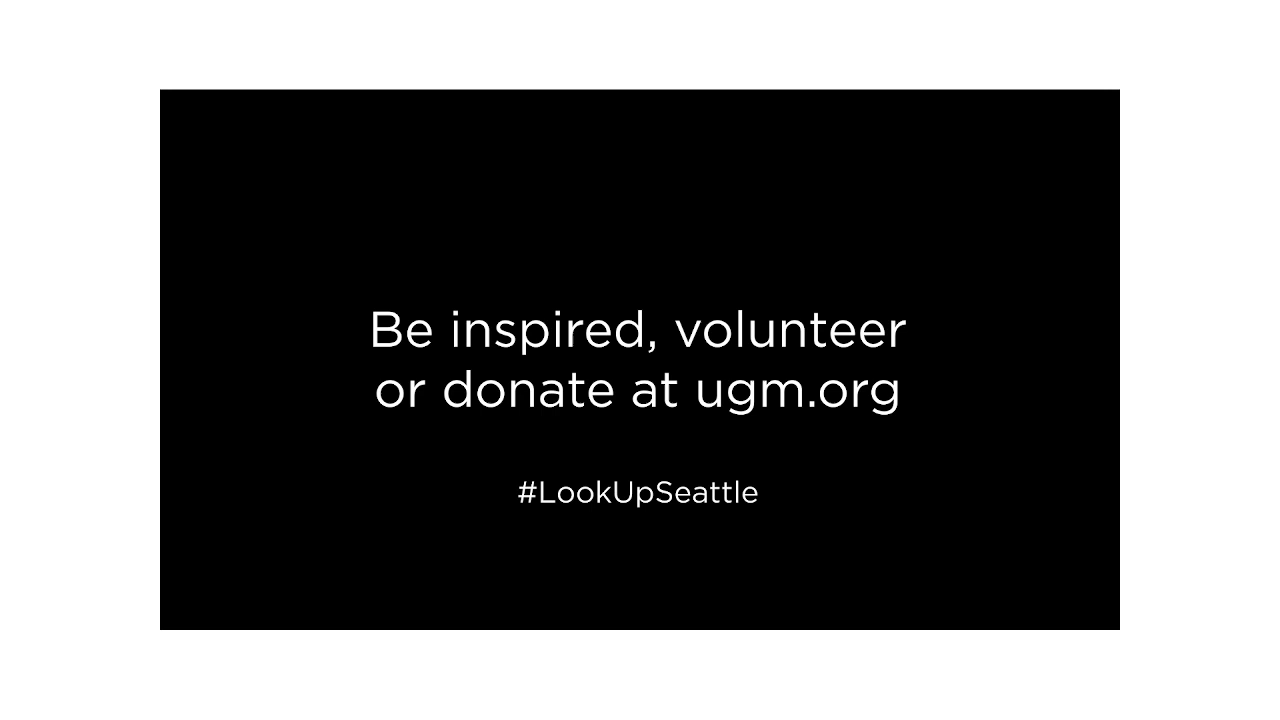 Be inspired, volunteer
or donate at ugm.org
#LookUpSeattle